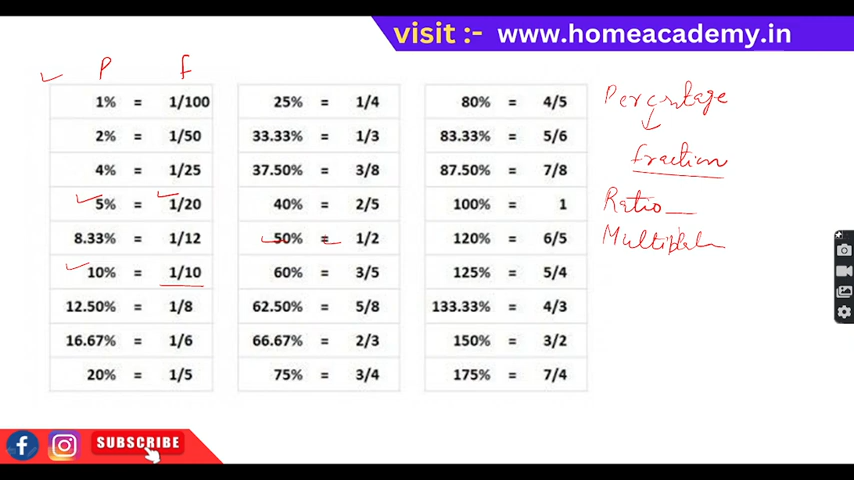 visit :- www.homeacademy.in
P f
1% = 1/100
2% = 1/50
4% = 1/25
5% = 1/20
8.33% = 1/12
10% = 1/10
12.50% = 1/8
16.67% = 1/6
20% = 1/5
25% = 1/4
33.33% = 1/3
37.50% = 3/8
40% = 2/5
50% = 1/2
60% = 3/5
62.50% = 5/8
66.67% = 2/3
75% = 3/4
80% = 4/5
83.33% = 5/6
87.50% = 7/8
100% = 1
120% = 6/5
125% = 5/4
133.33% = 4/3
150% = 3/2
175% = 7/4
Percentage
fraction
Ratio
SUBSCRIBE